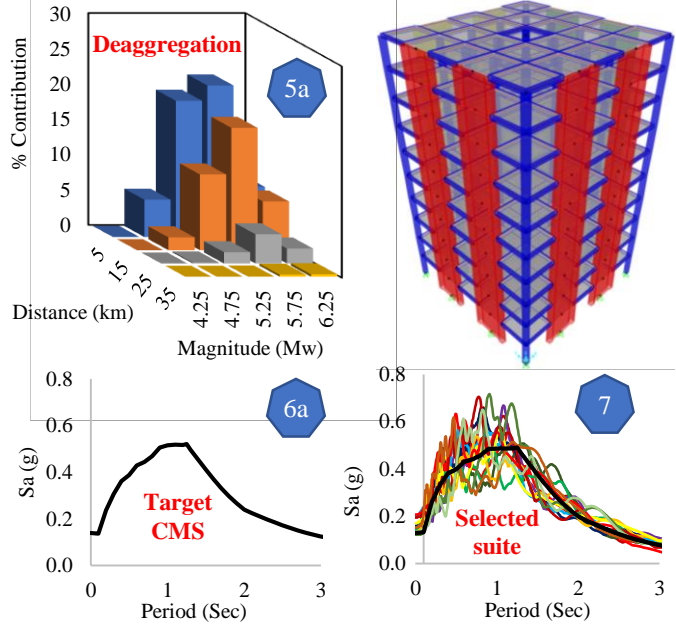 30
Deaggregation
25
5a
20
% Contribution
15
10
5
0
5
15
25
35
4.25
4.75
5.25
5.75
6.25
Distance (km)
Magnitude (Mw)
0.8
6a
0.6
Sa (g)
0.4
Target
CMS
0.2
0.0
0
1
2
3
Period (Sec)
0.8
7
0.6
Sa (g)
0.4
Selected
suite
0.2
0.0
0
1
2
3
Period (Sec)